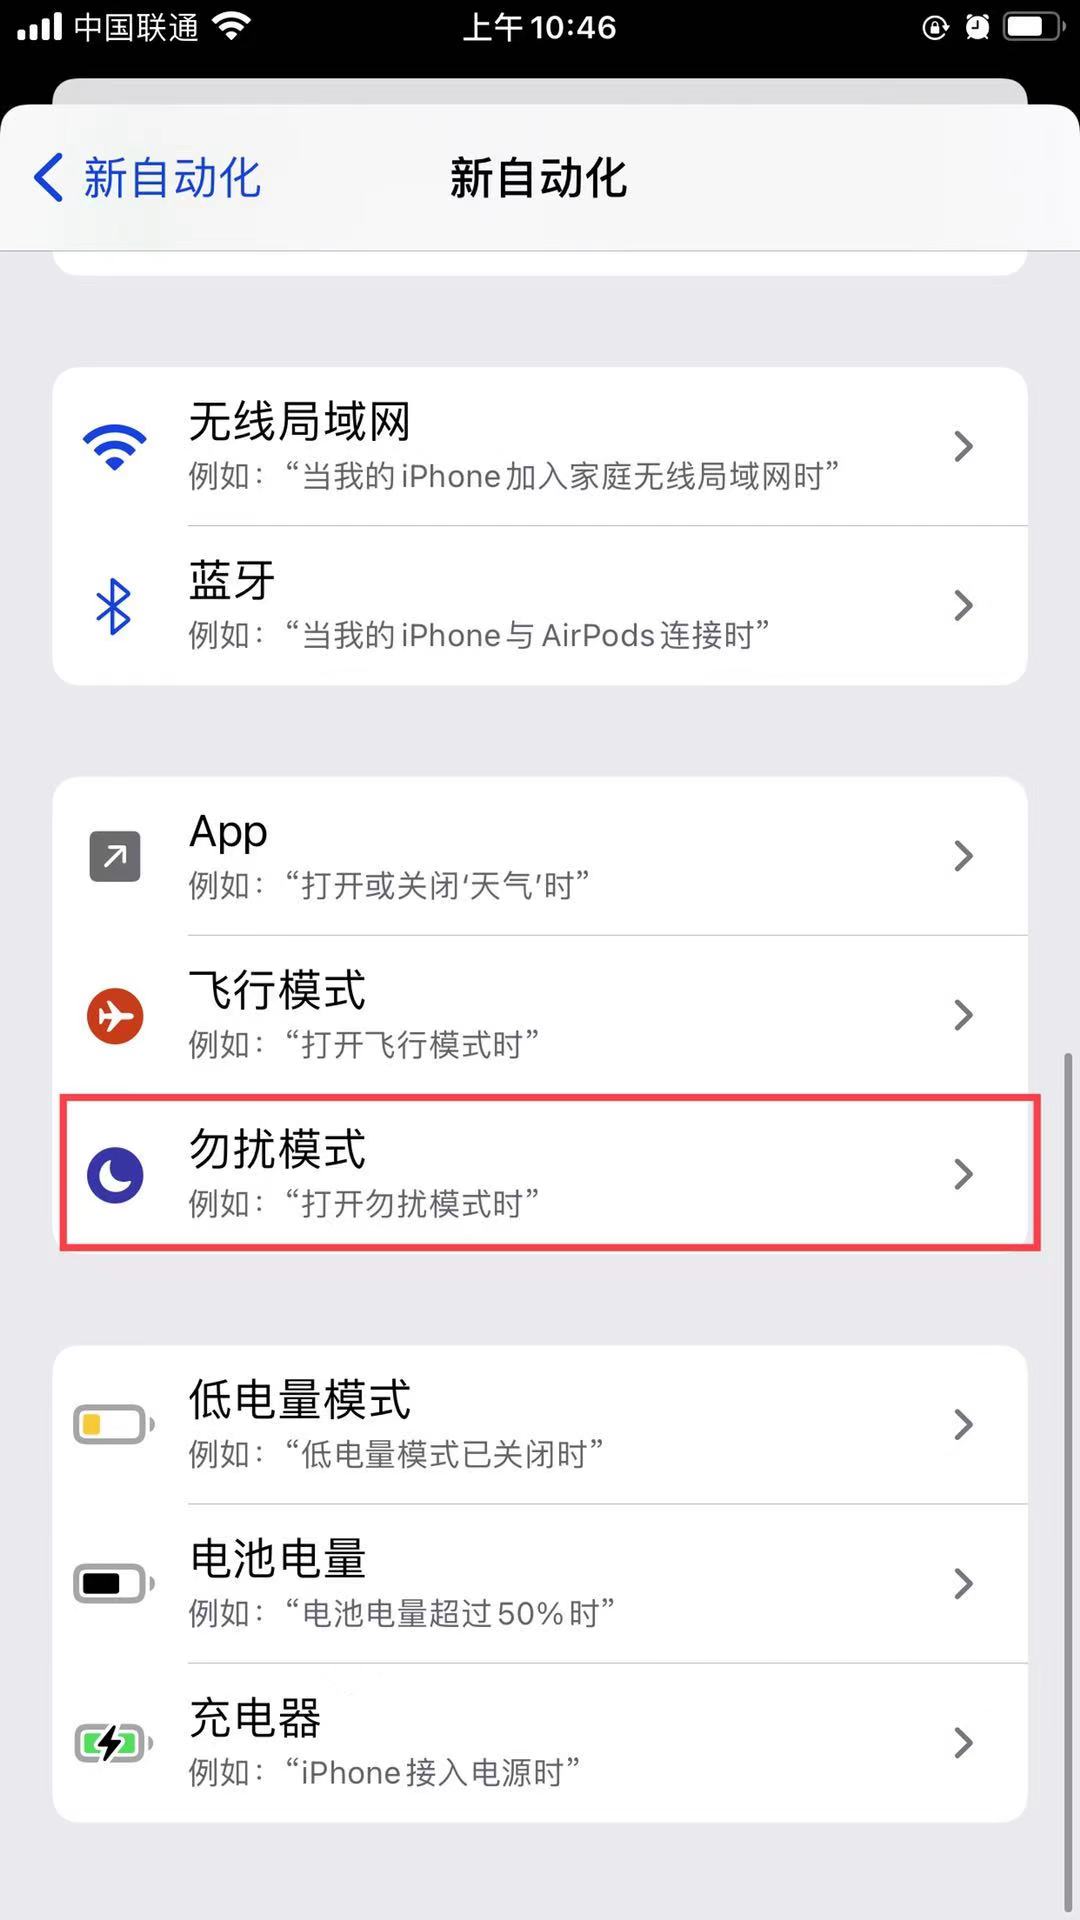 中国联通
上午10:46
新自动化
新自动化
无线局域网
例如：“当我的iPhone加入家庭无线局域网时”
蓝牙
例如：“当我的iPhone与AirPods连接时”
App
例如：“打开或关闭‘天气’时”
飞行模式
例如：“打开飞行模式时”
勿扰模式
例如：“打开勿扰模式时”
低电量模式
例如：“低电量模式已关闭时”
电池电量
例如：“电池电量超过50%时”
充电器
例如：“iPhone接入电源时”